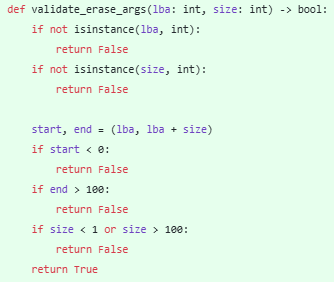 def validate_erase_args(lba: int, size: int) -> bool:
    if not isinstance(lba, int):
        return False
    if not isinstance(size, int):
        return False

    start, end = (lba, lba + size)
    if start < 0:
        return False
    if end > 100:
        return False
    if size < 1 or size > 100:
        return False
    return True